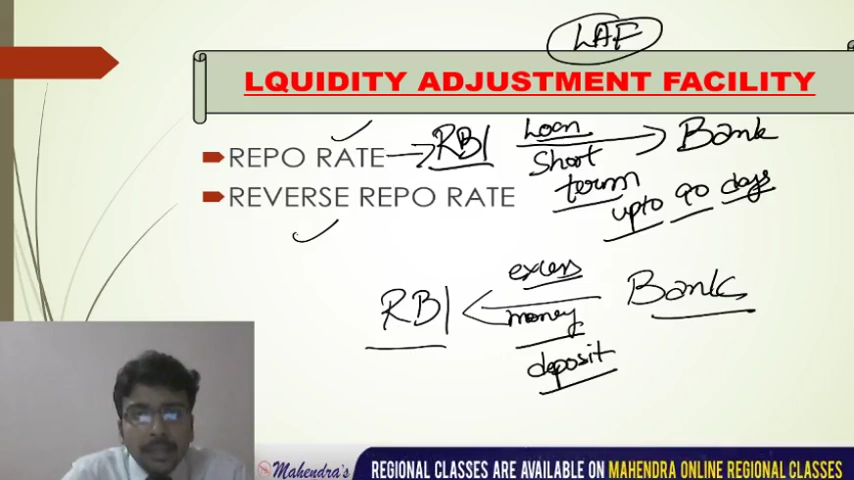 LAF
LQUIDITY ADJUSTMENT FACILITY
REPO RATE → RBI Loan Bank
Short
term
upto 90 days
REVERSE REPO RATE
RBI excess Bank
money
deposit
Mahendra's REGIONAL CLASSES ARE AVAILABLE ON MAHENDRA ONLINE REGIONAL CLASSES